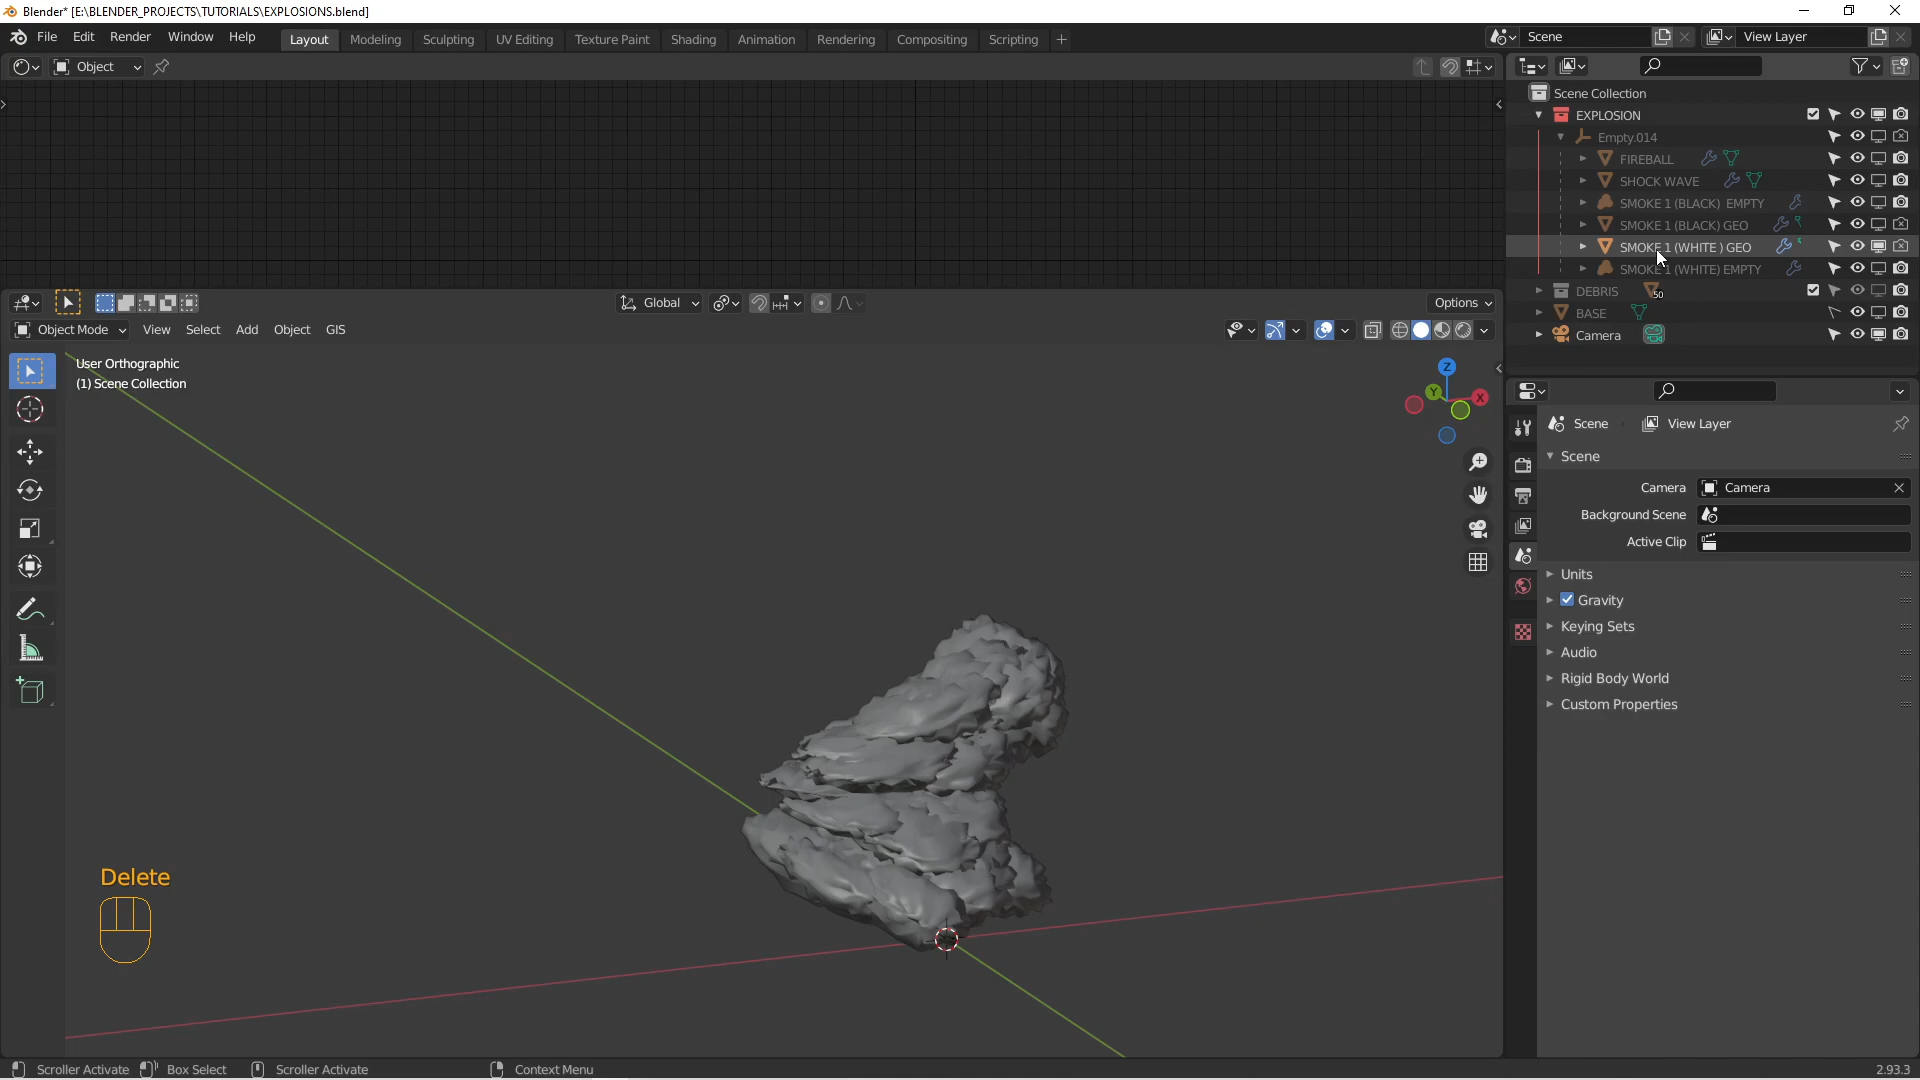 Blender* [E:\BLENDER_PROJECTS\TUTORIALS\EXPLOSIONS.blend]
File Edit Render Window Help Layout Modeling Sculpting UV Editing Texture Paint Shading Animation Rendering Compositing Scripting + Scene View Layer
Object
Scene Collection
EXPLOSION
Empty.014
FIREBALL
SHOCK WAVE
SMOKE 1 (BLACK) EMPTY
SMOKE 1 (BLACK) GEO
SMOKE 1 (WHITE ) GEO
SMOKE 1 (WHITE) EMPTY
DEBRIS 50
BASE
Camera
Global Options
Object Mode View Select Add Object GIS
User Orthographic
(1) Scene Collection
Z
Y
X
Scene View Layer
Scene
Camera Camera
Background Scene
Active Clip
Units
Gravity
Keying Sets
Audio
Rigid Body World
Custom Properties
Delete
Scroller Activate Box Select Scroller Activate Context Menu 2.93.3